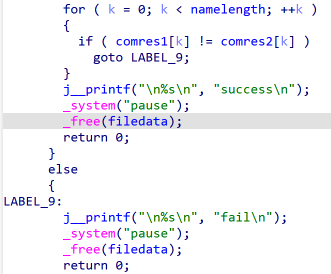 for ( k = 0; k < namelength; ++k )
{
if ( comres1[k] != comres2[k] )
goto LABEL_9;
}
j__printf("\n%s\n", "success\n");
_system("pause");
_free(filedata);
return 0;
}
else
{
LABEL_9:
j__printf("\n%s\n", "fail\n");
_system("pause");
_free(filedata);
return 0;